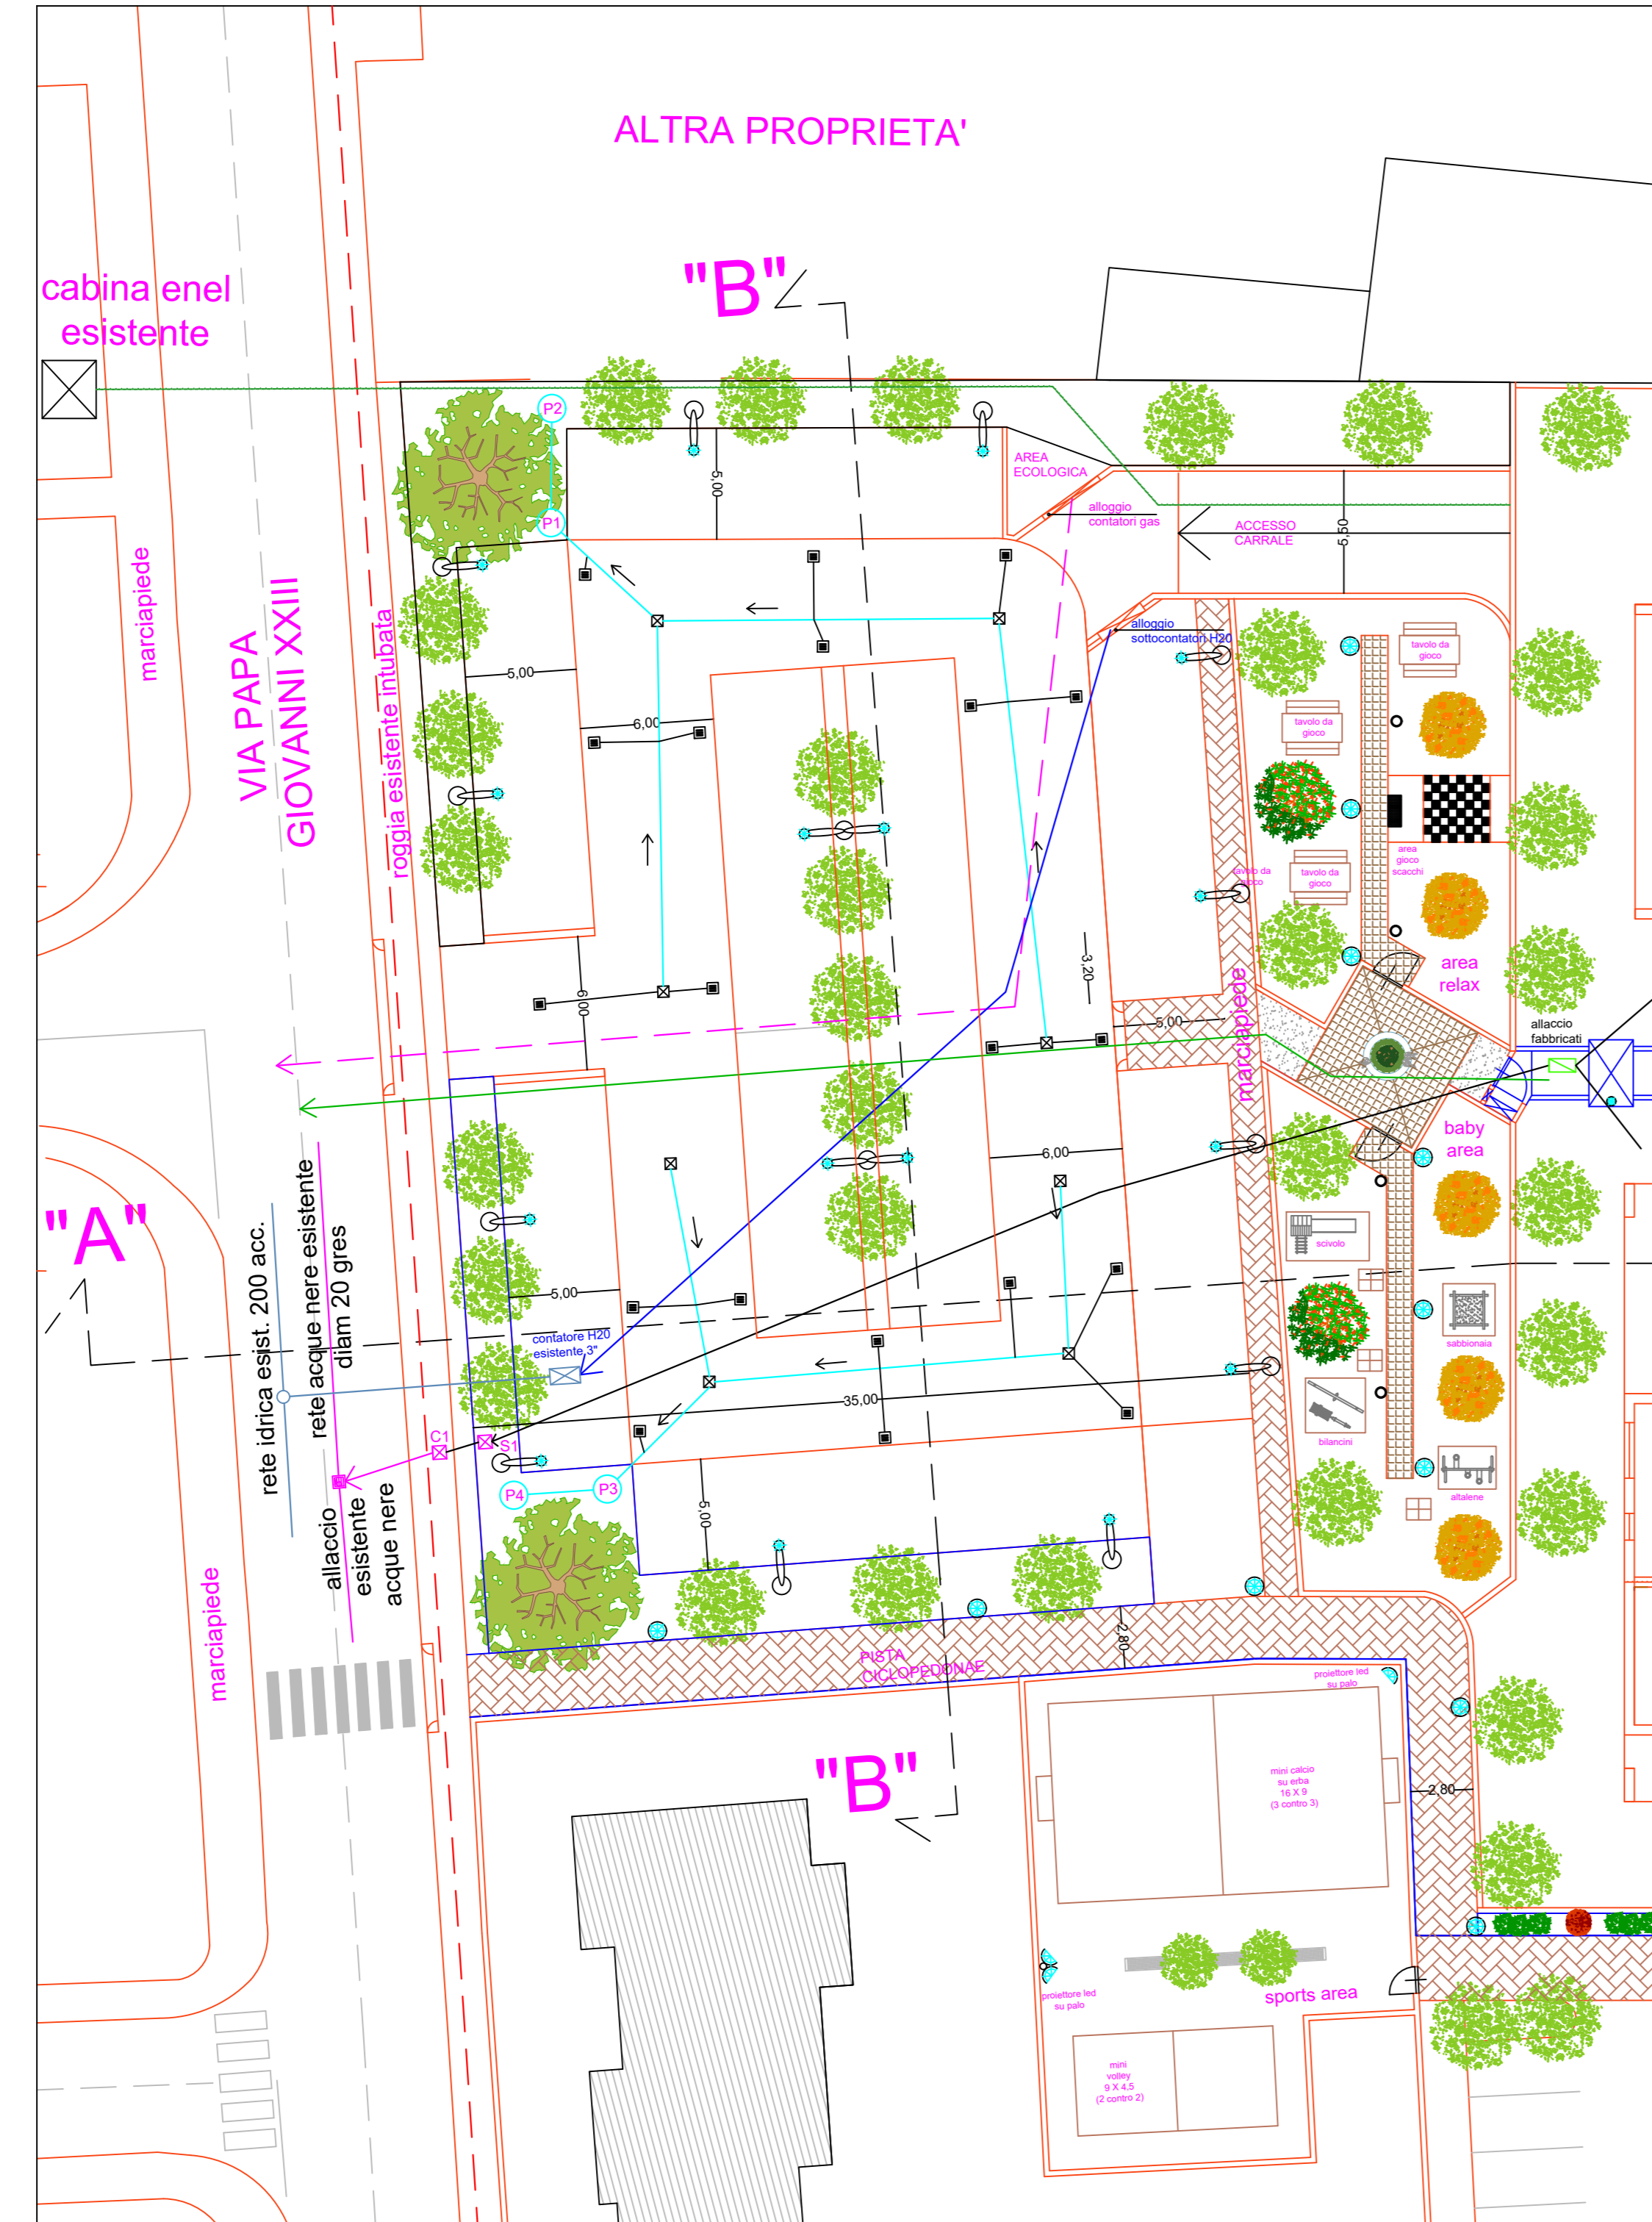 ALTRA PROPRIETA'
"B"
cabina enel
esistente
P2
AREA
ECOLOGICA
5,00
alloggio
contatori gas
P1
ACCESSO
CARRALE
5,50
marciapiede
VIA PAPA
GIOVANNI XXIII
roggia esistente intubata
alloggio
sottocontatori H20
tavolo da
gioco
5,00
6,00
tavolo da
gioco
area
gioco
scacchi
tavolo da
gioco
tavolo da
gioco
3,20
6,00
area
relax
marciapiede
5,00
allaccio
fabbricati
baby
area
6,00
"A"
rete idrica esist. 200 acc.
rete acque nere esistente
diam 20 gres
scivolo
5,00
contatore H20
esistente 3"
sabbionaia
35,00
C1
S1
bilancini
altalene
P4
P3
5,00
allaccio
esistente
acque nere
marciapiede
2,80
PISTA
CICLOPEDONAE
proiettore led
su palo
"B"
mini calcio
su erba
16 X 9
(3 contro 3)
2,80
proiettore led
su palo
sports area
mini
volley
9 X 4,5
(2 contro 2)